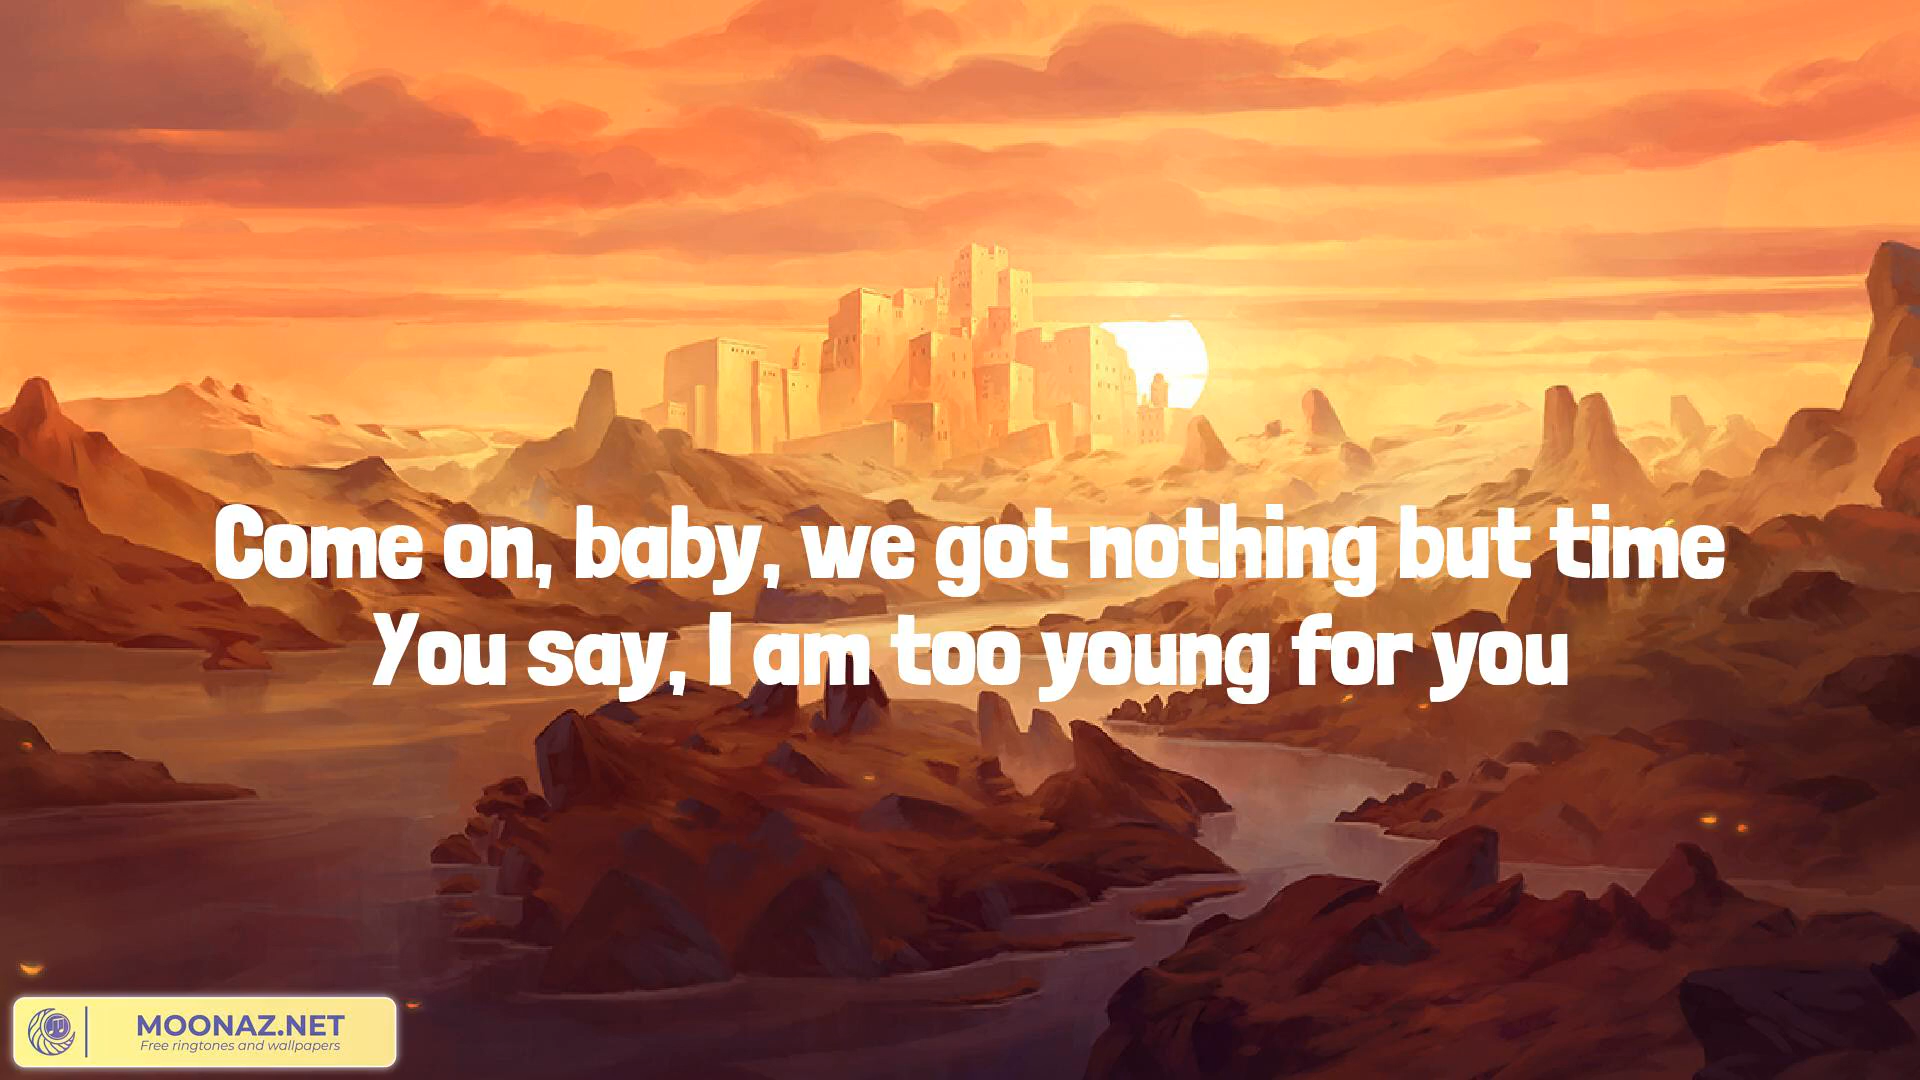 Come on, baby, we got nothing but time
You say, I am too young for you
MOONAZ.NET
Free ringtones and wallpapers